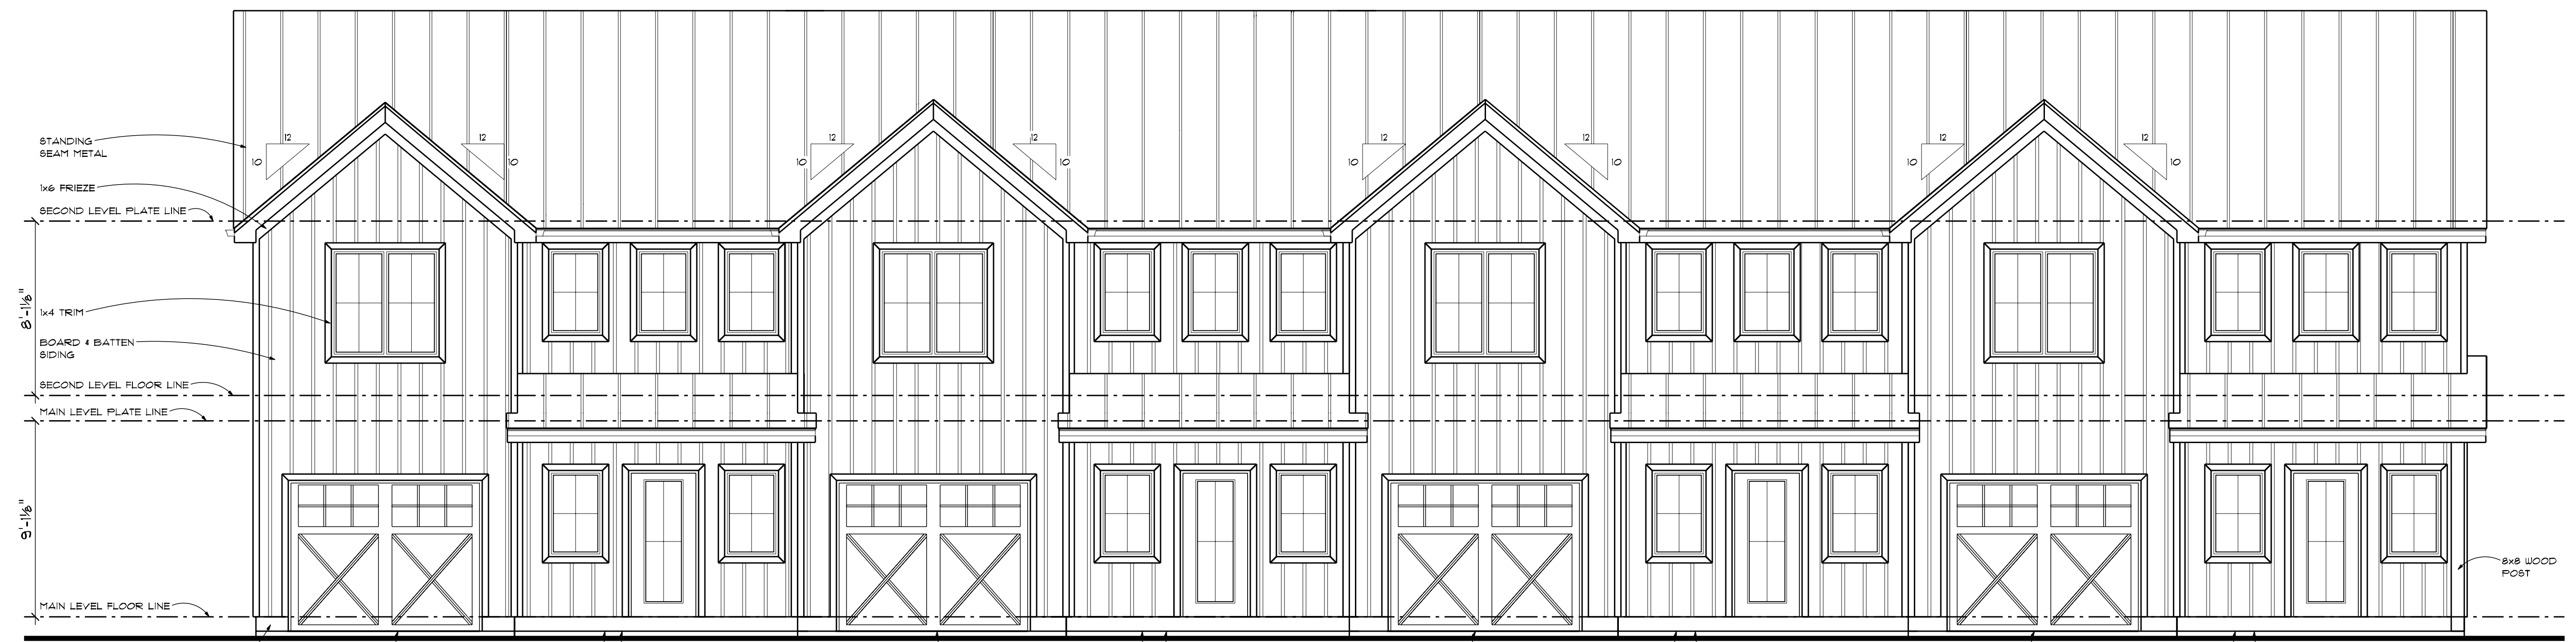 STANDING
SEAM METAL
1x6 FRIEZE
SECOND LEVEL PLATE LINE
8'-1⅛"
1x4 TRIM
BOARD & BATTEN
SIDING
SECOND LEVEL FLOOR LINE
MAIN LEVEL PLATE LINE
9'-1⅛"
MAIN LEVEL FLOOR LINE
12
10
12
10
12
10
12
10
12
10
12
10
12
10
12
10
8x8 WOOD
POST